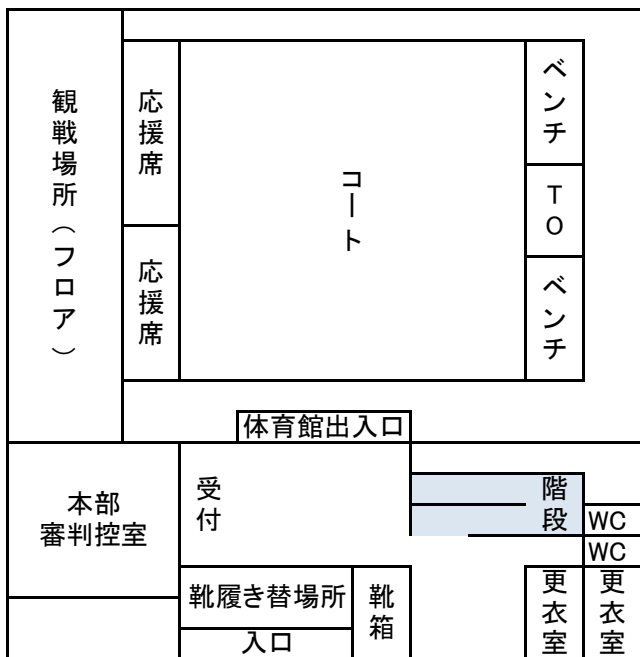 観戦場所（フロア）
応援席
応援席
コート
ベンチ
TO
ベンチ
体育館出入口
本部
審判控室
受付
階段
WC
WC
靴履き替場所
靴箱
入口
更衣室
更衣室